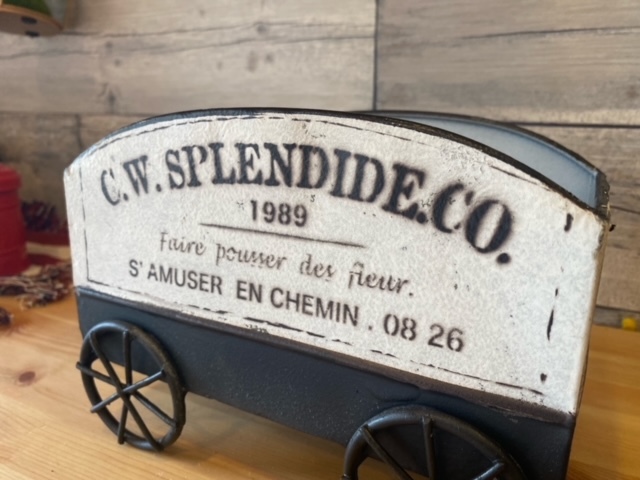 C.W. SPLENDIDE.CO.
1989
Faire pousser des fleur.
S' AMUSER EN CHEMIN . 08 26